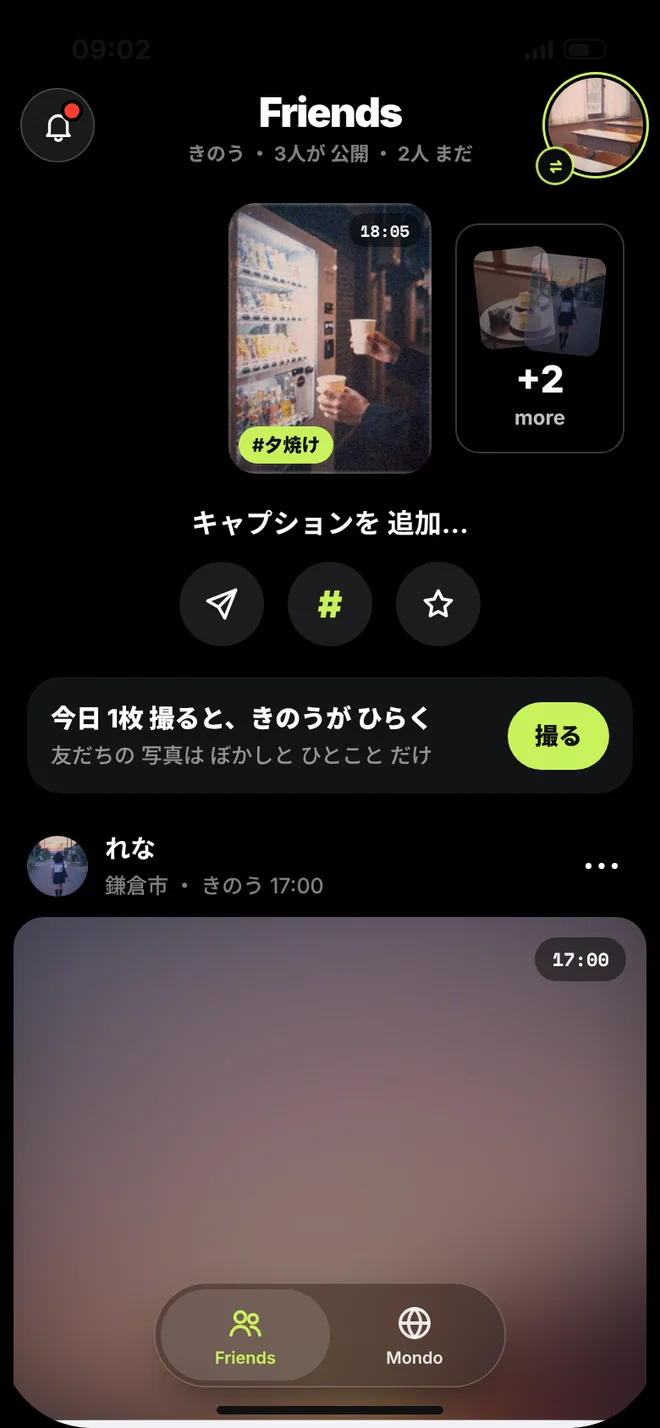 09:02
Friends
きのう ・ 3人が 公開 ・ 2人 まだ
18:05
#夕焼け
+2
more
キャプションを 追加...
#
今日 1枚 撮ると、きのうが ひらく
友だちの 写真は ぼかしと ひとこと だけ
撮る
れな
鎌倉市 ・ きのう 17:00
17:00
Friends
Mondo